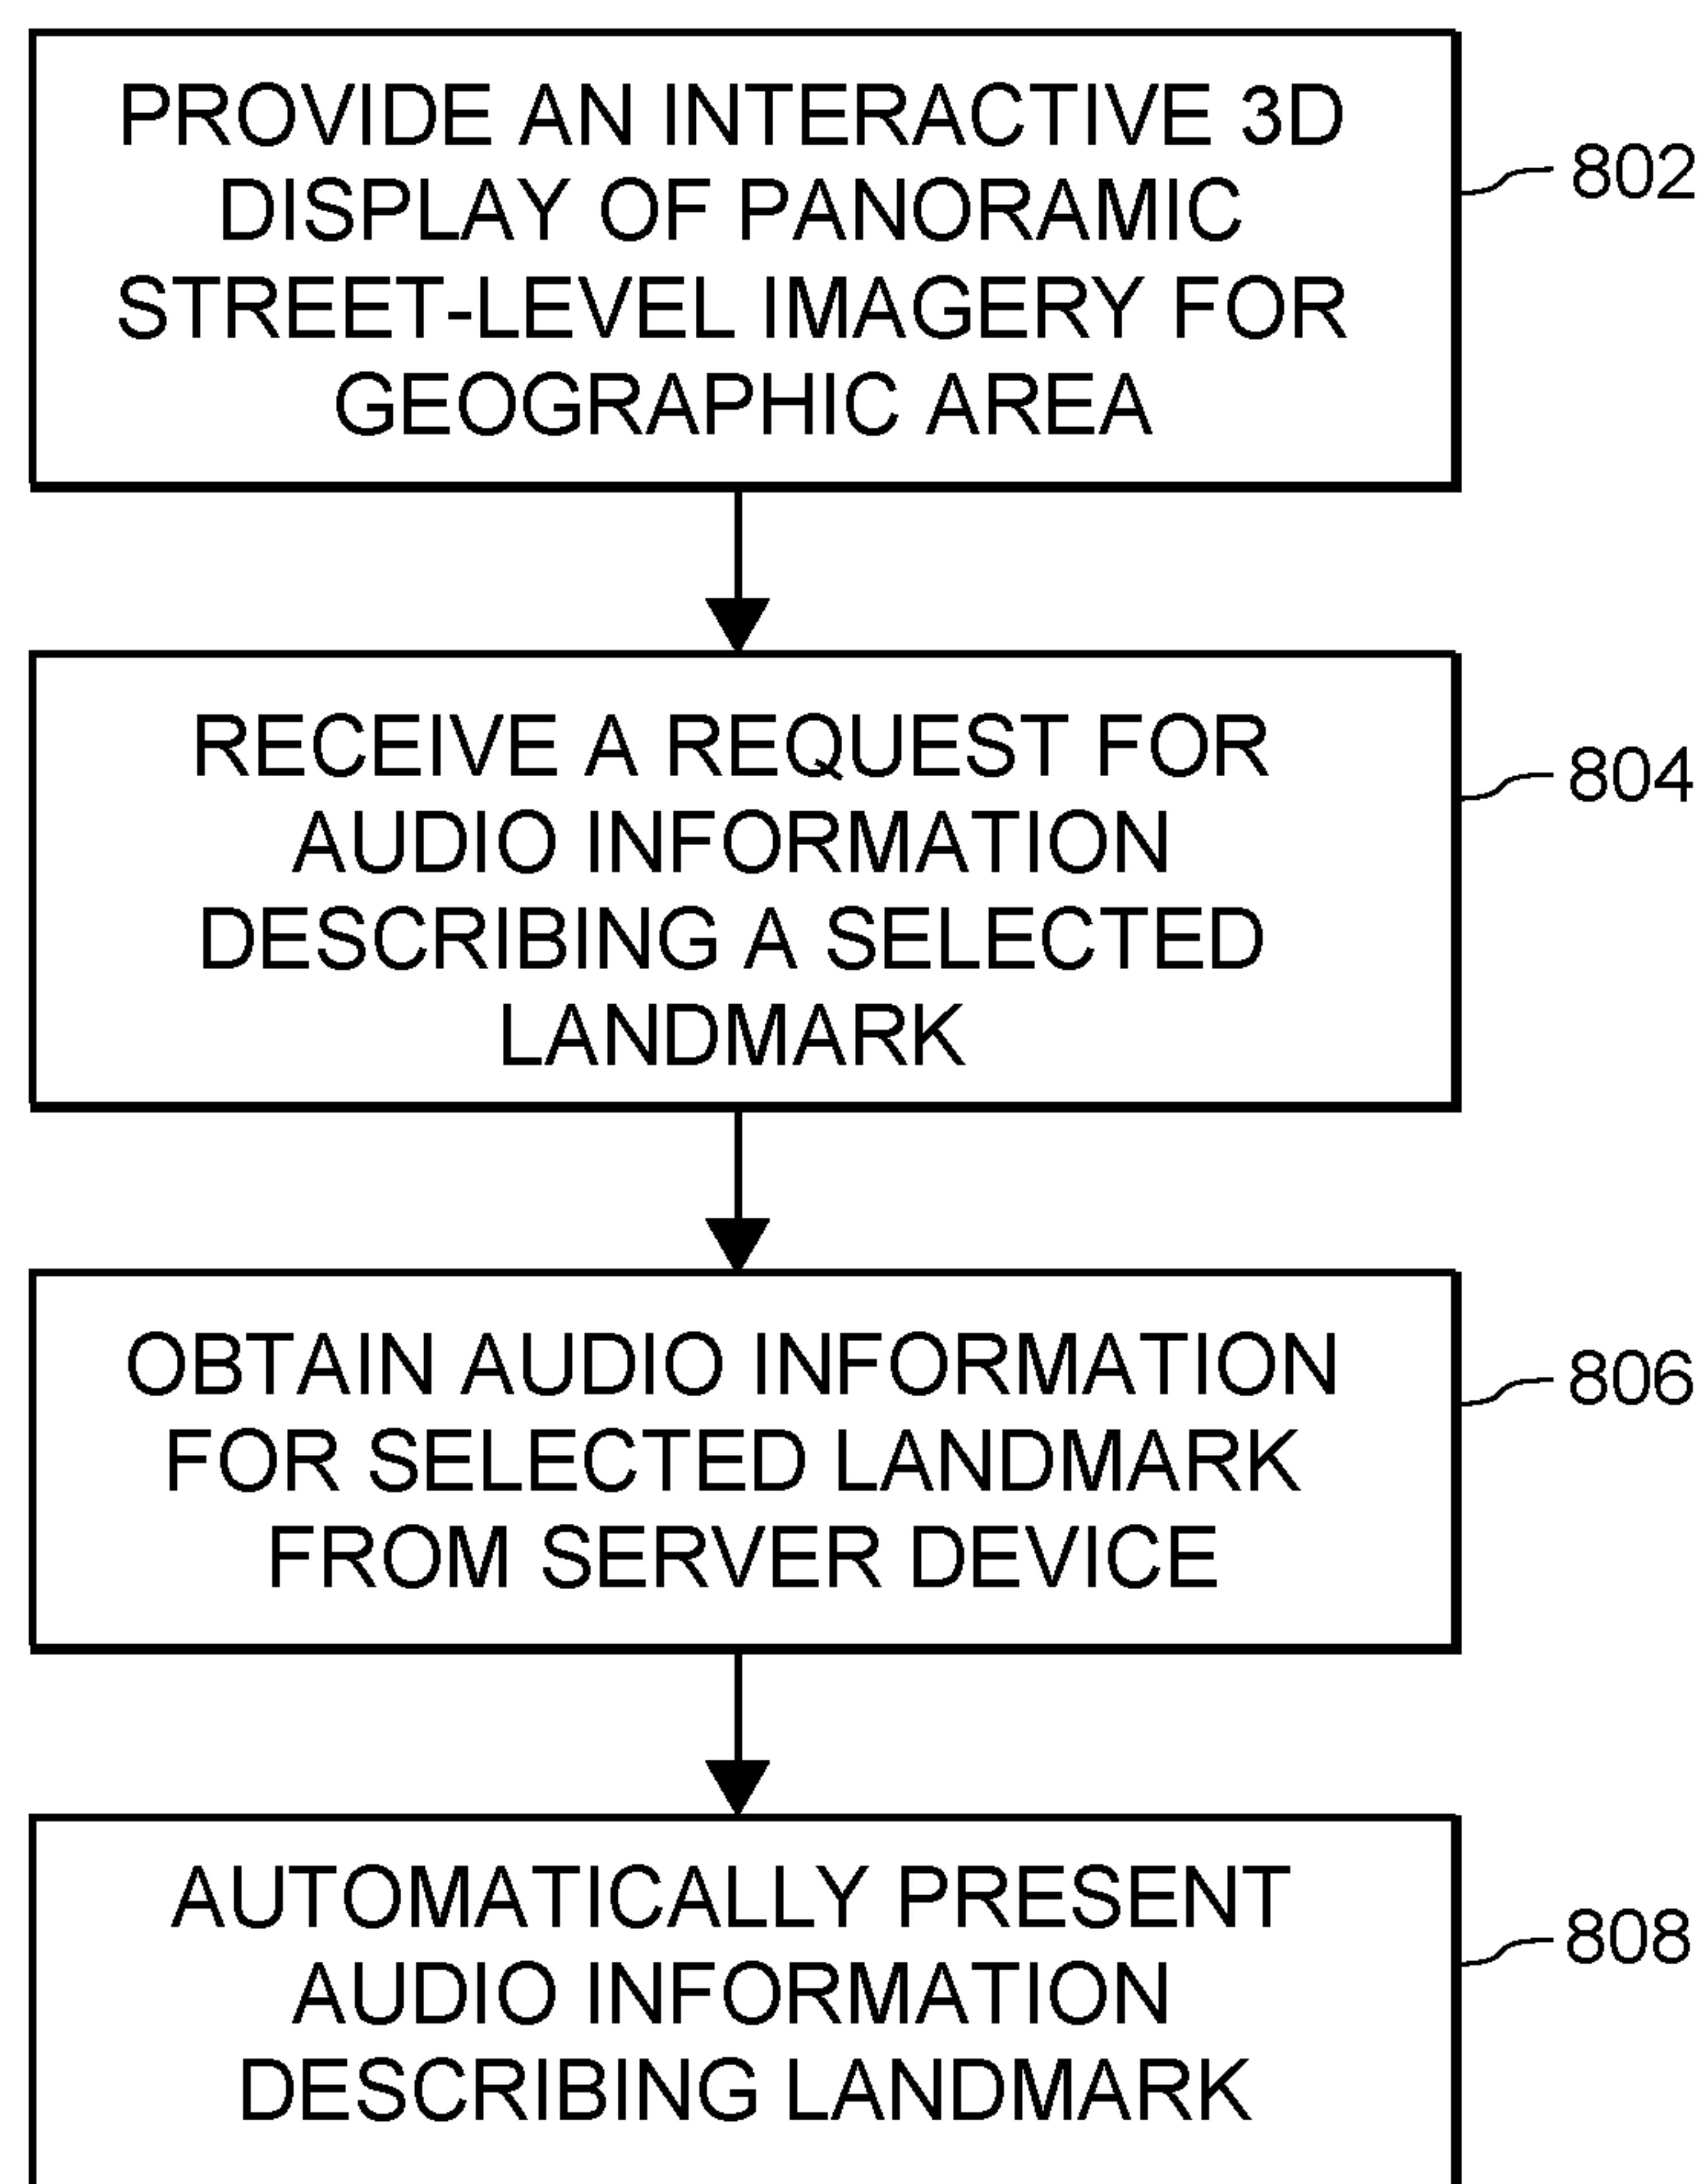 PROVIDE AN INTERACTIVE 3D
DISPLAY OF PANORAMIC
STREET-LEVEL IMAGERY FOR
GEOGRAPHIC AREA
802
RECEIVE A REQUEST FOR
AUDIO INFORMATION
DESCRIBING A SELECTED
LANDMARK
804
OBTAIN AUDIO INFORMATION
FOR SELECTED LANDMARK
FROM SERVER DEVICE
806
AUTOMATICALLY PRESENT
AUDIO INFORMATION
DESCRIBING LANDMARK
808